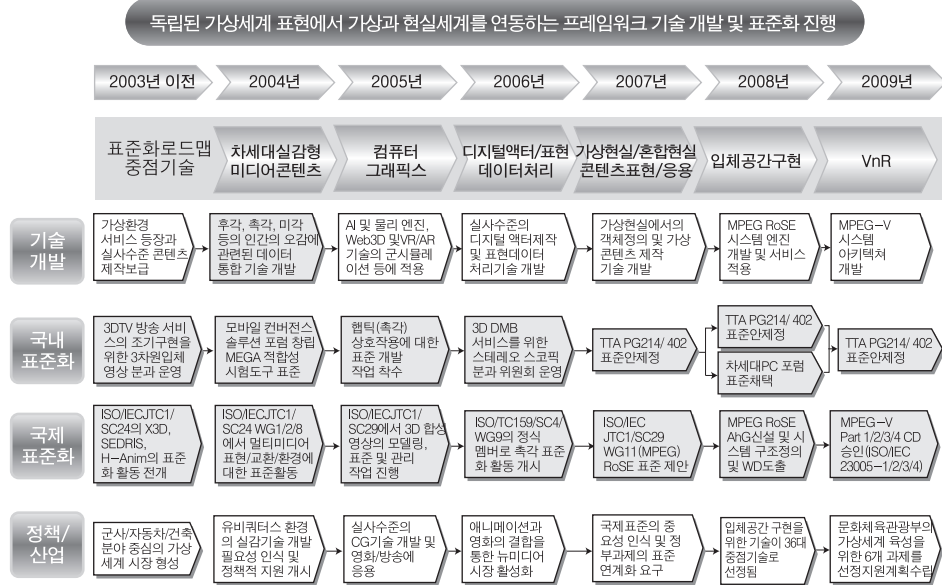 독립된 가상세계 표현에서 가상과 현실세계를 연동하는 프레임워크 기술 개발 및 표준화 진행
2003년 이전
2004년
2005년
2006년
2007년
2008년
2009년
표준화로드맵
중점기술
차세대실감형
미디어콘텐츠
컴퓨터
그래픽스
디지털액터/표현
데이터처리
가상현실/혼합현실
콘텐츠표현/응용
입체공간구현
VnR
기술
개발
가상환경
서비스 등장과
실사수준 콘텐츠
제작보급
후각, 촉각, 미각
등의 인간의 오감에
관련된 데이터
통합 기술 개발
AI 및 물리 엔진,
Web3D 및VR/AR
기술의 군시뮬레
이션 등에 적용
실사수준의
디지털 액터제작
및 표현데이터
처리기술 개발
가상현실에서의
객체정의 및 가상
콘텐츠 제작
기술 개발
MPEG RoSE
시스템 엔진
개발 및 서비스
적용
MPEG-V
시스템
아키텍쳐
개발
국내
표준화
3DTV 방송 서비
스의 조기구현을
위한 3차원입체
영상 분과 운영
모바일 컨버전스
솔루션 포럼 창립
MEGA 적합성
시험도구 표준
햅틱(촉각)
상호작용에 대한
표준 개발
작업 착수
3D DMB
서비스를 위한
스테레오 스코픽
분과 위원회 운영
TTA PG214/ 402
표준안제정
TTA PG214/ 402
표준안제정
차세대PC 포럼
표준채택
TTA PG214/ 402
표준안제정
국제
표준화
ISO/IECJTC1/
SC24의 X3D,
SEDRIS,
H-Anim의 표준
화 활동 전개
ISO/IECJTC1/
SC24 WG1/2/8
에서 멀티미디어
표현/교환/환경에
대한 표준활동
ISO/IECJTC1/
SC29에서 3D 합성
영상의 모델링,
표준 및 관리
작업 진행
ISO/TC159/SC4/
WG9의 정식
멤버로 촉각 표준
화 활동 개시
ISO/IEC
JTC1/SC29
WG11(MPEG)
RoSE 표준 제안
MPEG RoSE
AhG신설 및 시
스템 구조정의
및 WD도출
MPEG-V
Part 1/2/3/4 CD
승인(ISO/IEC
23005-1/2/3/4)
정책/
산업
군사/자동차/건축
분야 중심의 가상
세계 시장 형성
유비쿼터스 환경
의 실감기술 개발
필요성 인식 및
정책적 지원 개시
실사수준의
CG기술 개발 및
영화/방송에
응용
애니메이션과
영화의 결합을
통한 뉴미디어
시장 활성화
국제표준의 중
요성 인식 및 정
부과제의 표준
연계화 요구
입체공간 구현을
위한 기술이 36대
중점기술로
선정됨
문화체육관광부의
가상세계 육성을
위한 6개 과제를
선정지원계획수립